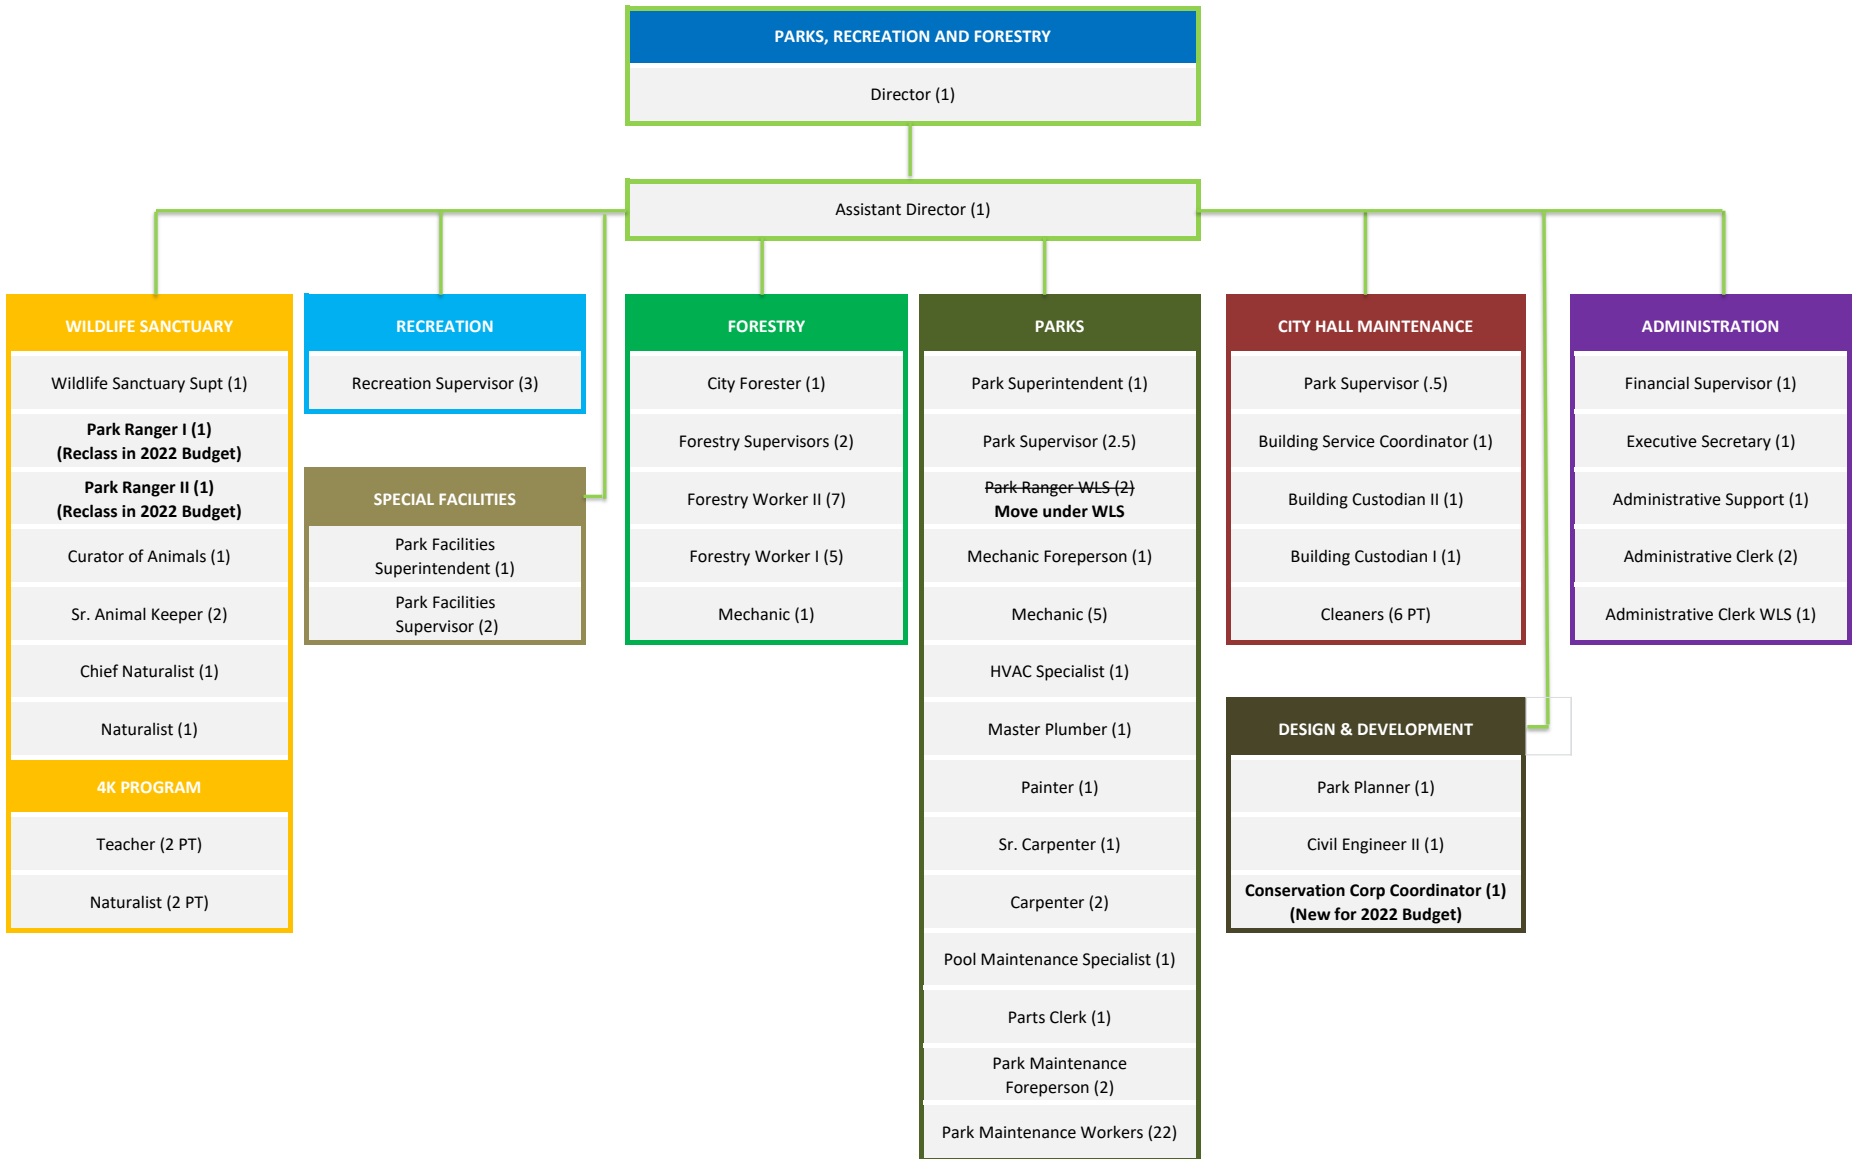 PARKS, RECREATION AND FORESTRY
Director (1)
Assistant Director (1)
WILDLIFE SANCTUARY
Wildlife Sanctuary Supt (1)
Park Ranger I (1)
(Reclass in 2022 Budget)
Park Ranger II (1)
(Reclass in 2022 Budget)
Curator of Animals (1)
Sr. Animal Keeper (2)
Chief Naturalist (1)
Naturalist (1)
4K PROGRAM
Teacher (2 PT)
Naturalist (2 PT)
RECREATION
Recreation Supervisor (3)
SPECIAL FACILITIES
Park Facilities
Superintendent (1)
Park Facilities
Supervisor (2)
FORESTRY
City Forester (1)
Forestry Supervisors (2)
Forestry Worker II (7)
Forestry Worker I (5)
Mechanic (1)
PARKS
Park Superintendent (1)
Park Supervisor (2.5)
Park Ranger WLS (2)
Move under WLS
Mechanic Foreperson (1)
Mechanic (5)
HVAC Specialist (1)
Master Plumber (1)
Painter (1)
Sr. Carpenter (1)
Carpenter (2)
Pool Maintenance Specialist (1)
Parts Clerk (1)
Park Maintenance
Foreperson (2)
Park Maintenance Workers (22)
CITY HALL MAINTENANCE
Park Supervisor (.5)
Building Service Coordinator (1)
Building Custodian II (1)
Building Custodian I (1)
Cleaners (6 PT)
DESIGN & DEVELOPMENT
Park Planner (1)
Civil Engineer II (1)
Conservation Corp Coordinator (1)
(New for 2022 Budget)
ADMINISTRATION
Financial Supervisor (1)
Executive Secretary (1)
Administrative Support (1)
Administrative Clerk (2)
Administrative Clerk WLS (1)